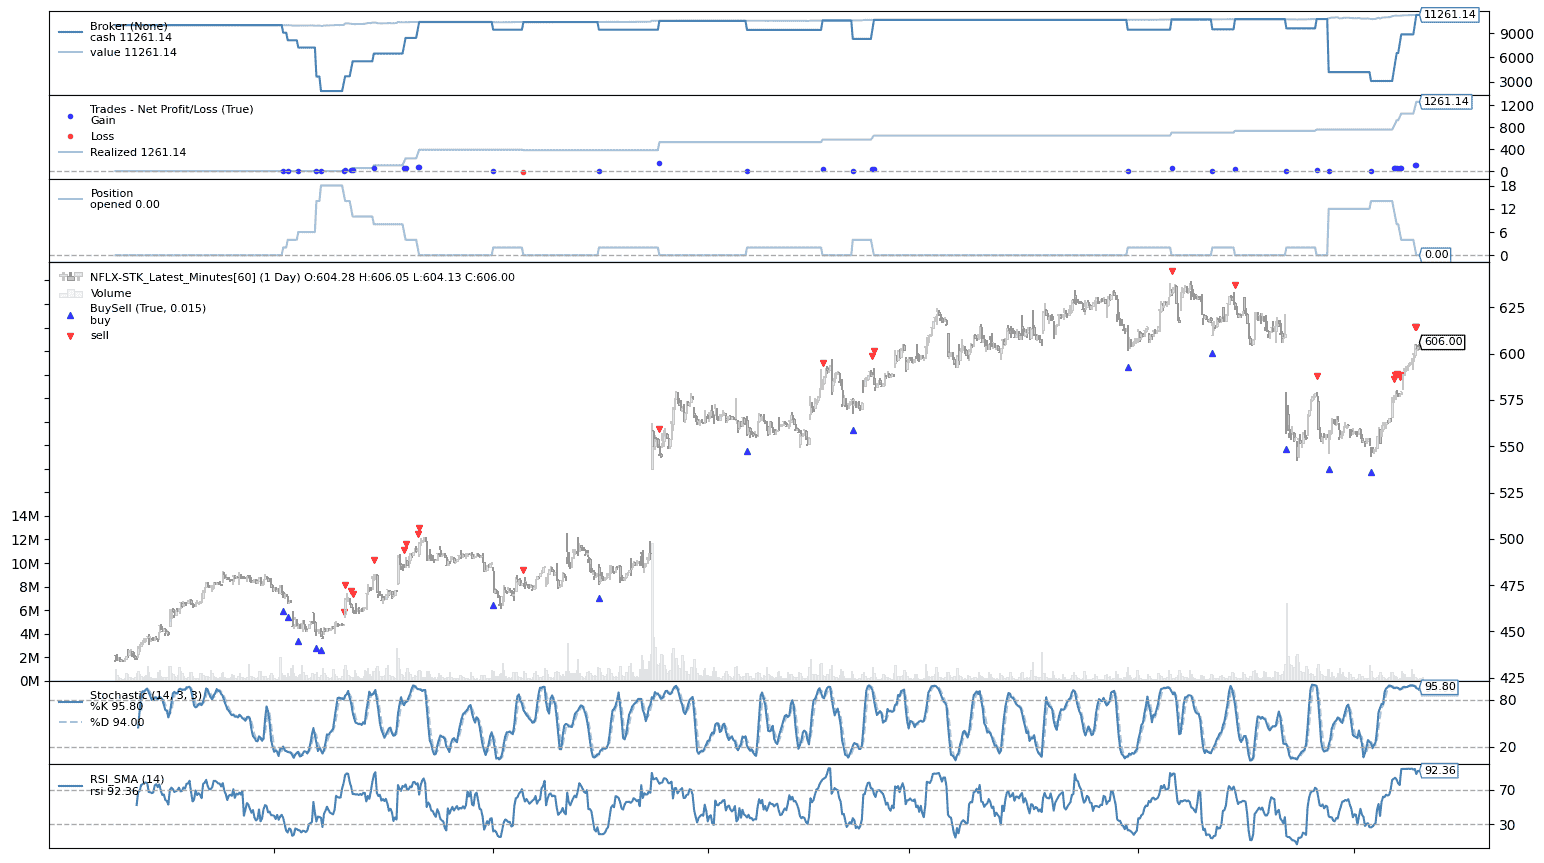 Broker (None)
cash 11261.14
value 11261.14
11261.14
9000
6000
3000
Trades - Net Profit/Loss (True)
Gain
Loss
Realized 1261.14
1261.14
1200
800
400
0
Position
opened 0.00
18
12
6
0
0.00
NFLX-STK_Latest_Minutes[60] (1 Day) O:604.28 H:606.05 L:604.13 C:606.00
Volume
BuySell (True, 0.015)
buy
sell
625
606.00
600
575
550
525
500
475
450
425
14M
12M
10M
8M
6M
4M
2M
0M
Stochastic (14, 3, 3)
%K 95.80
%D 94.00
95.80
80
20
RSI_SMA (14)
rsi 92.36
92.36
70
30